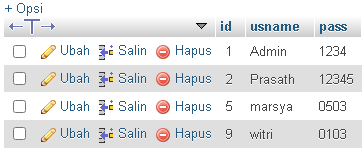 + Opsi
id usname pass
Ubah Salin Hapus 1 Admin 1234
Ubah Salin Hapus 2 Prasath 12345
Ubah Salin Hapus 5 marsya 0503
Ubah Salin Hapus 9 witri 0103